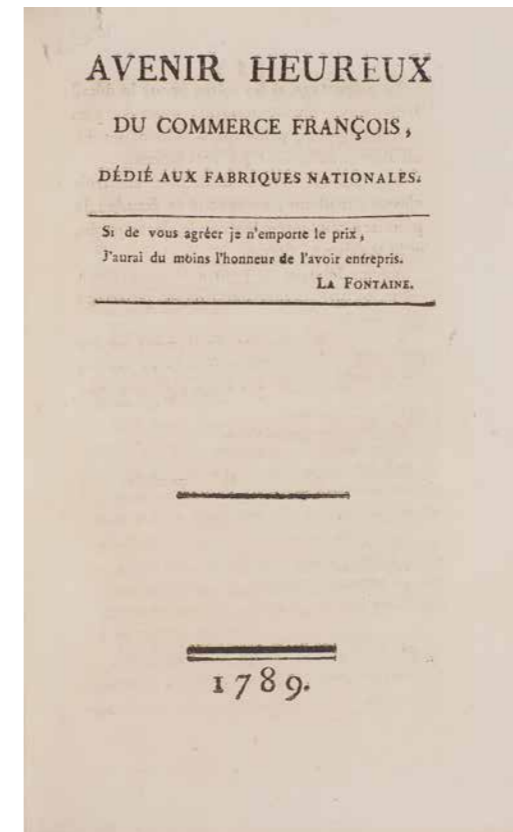 AVENIR HEUREUX
DU COMMERCE FRANÇOIS,
DÉDIÉ AUX FABRIQUES NATIONALES.
Si de vous agréer je n'emporte le prix,
J'aurai du moins l'honneur de l'avoir entrepris.
LA FONTAINE.
1789.